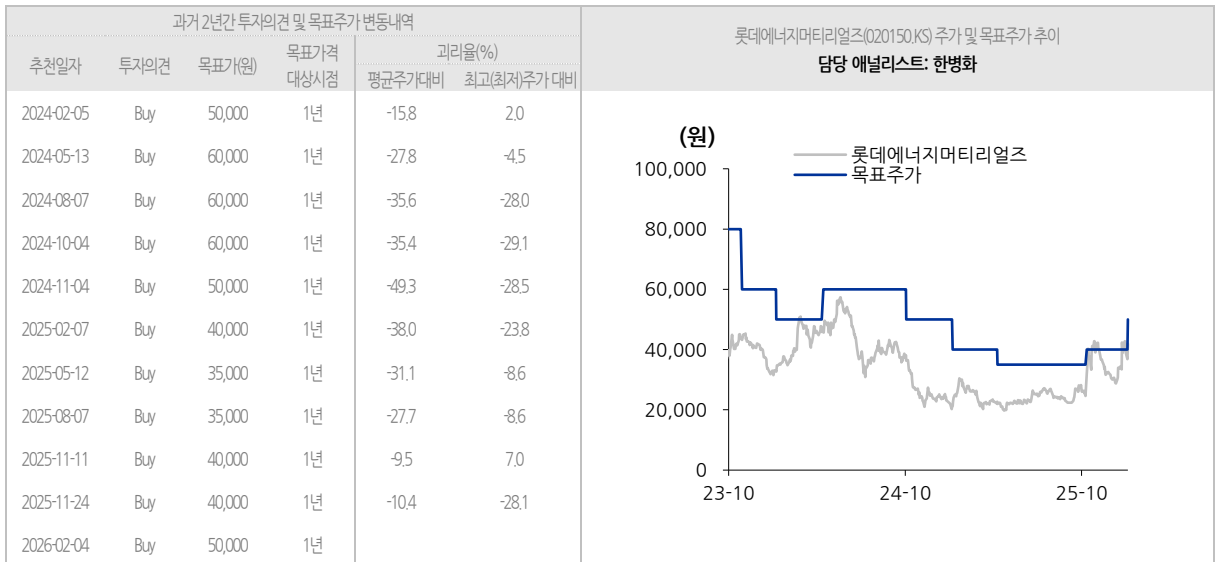 과거 2년간 투자의견 및 목표주가 변동내역
추천일자 투자의견 목표가(원) 목표가격 대상시점 괴리율(%)
평균주가대비 최고(최저)주가 대비
2024-02-05 Buy 50,000 1년 -15.8 2.0
2024-05-13 Buy 60,000 1년 -27.8 -4.5
2024-08-07 Buy 60,000 1년 -35.6 -28.0
2024-10-04 Buy 60,000 1년 -35.4 -29.1
2024-11-04 Buy 50,000 1년 -49.3 -28.5
2025-02-07 Buy 40,000 1년 -38.0 -23.8
2025-05-12 Buy 35,000 1년 -31.1 -8.6
2025-08-07 Buy 35,000 1년 -27.7 -8.6
2025-11-11 Buy 40,000 1년 -9.5 7.0
2025-11-24 Buy 40,000 1년 -10.4 -28.1
2026-02-04 Buy 50,000 1년
롯데에너지머티리얼즈(020150.KS) 주가 및 목표주가 추이
담당 애널리스트: 한병화
(원)
롯데에너지머티리얼즈
목표주가
100,000
80,000
60,000
40,000
20,000
0
23-10 24-10 25-10